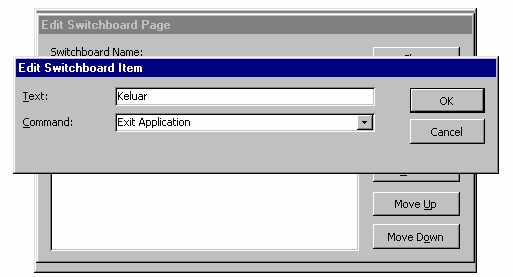 Edit Switchboard Page
Switchboard Name:
Edit Switchboard Item
Text: Keluar OK
Command: Exit Application Cancel
Move Up
Move Down